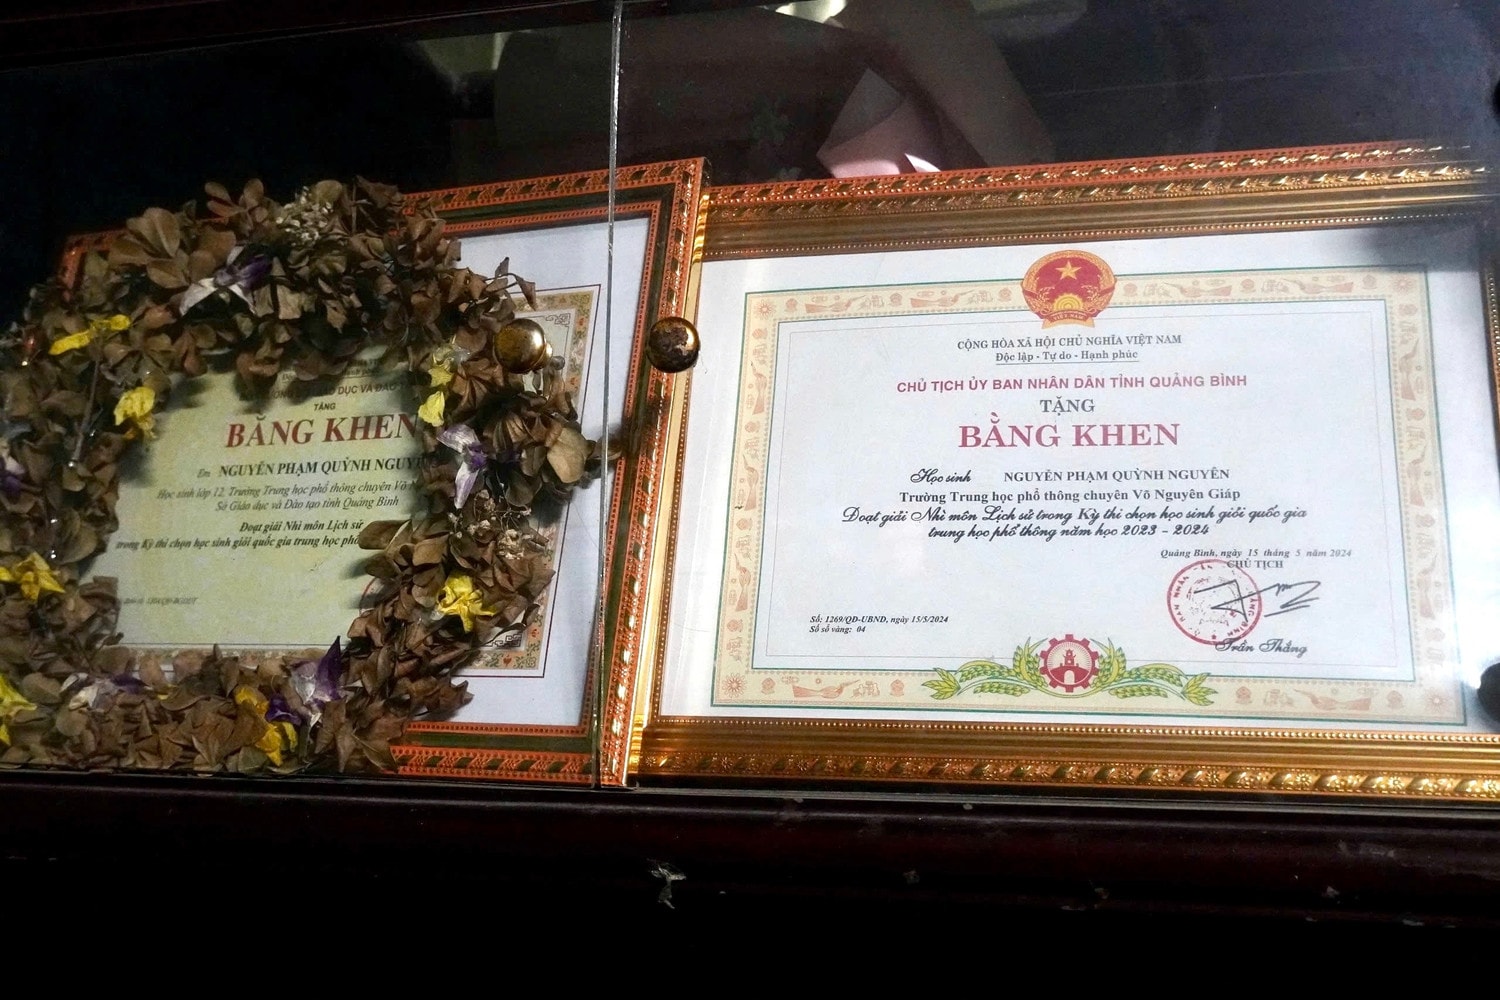 TẶNG
BẰNG KHEN
Em NGUYỄN PHẠM QUỲNH
Học sinh lớp 12, Trường Trung học phổ thông chuyên Võ
Sở Giáo dục và Đào tạo tỉnh Quảng Bình
Đoạt giải Nhì môn Lịch sử
trong Kỳ thi chọn học sinh giỏi quốc gia trung học phổ
VIỆT NAM
CỘNG HÒA XÃ HỘI CHỦ NGHĨA VIỆT NAM
Độc lập - Tự do - Hạnh phúc
CHỦ TỊCH ỦY BAN NHÂN DÂN TỈNH QUẢNG BÌNH
TẶNG
BẰNG KHEN
Học sinh NGUYỄN PHẠM QUỲNH NGUYÊN
Trường Trung học phổ thông chuyên Võ Nguyên Giáp
Đoạt giải Nhì môn Lịch sử trong Kỳ thi chọn học sinh giỏi quốc gia
trung học phổ thông năm học 2023 - 2024
Quảng Bình, ngày 15 tháng 5 năm 2024
CHỦ TỊCH
Số: 1269/QĐ-UBND, ngày 15/5/2024
Số sổ vàng: 04
Trần Thắng